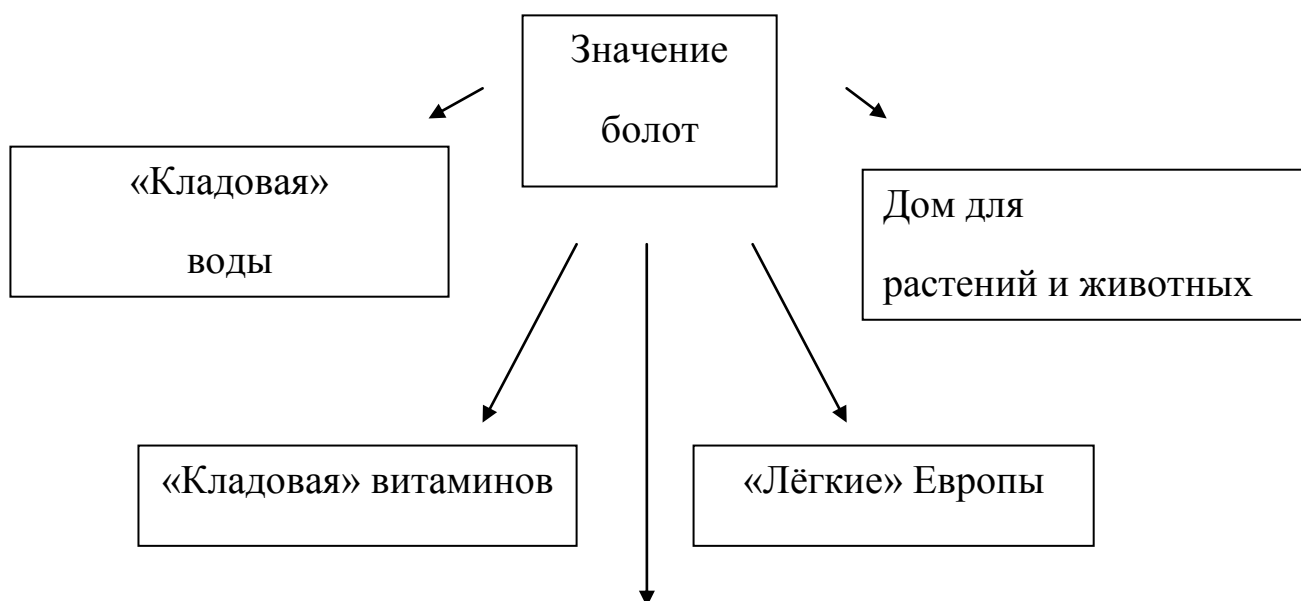 Значение
болот
«Кладовая»
воды
Дом для
растений и животных
«Кладовая» витаминов
«Лёгкие» Европы